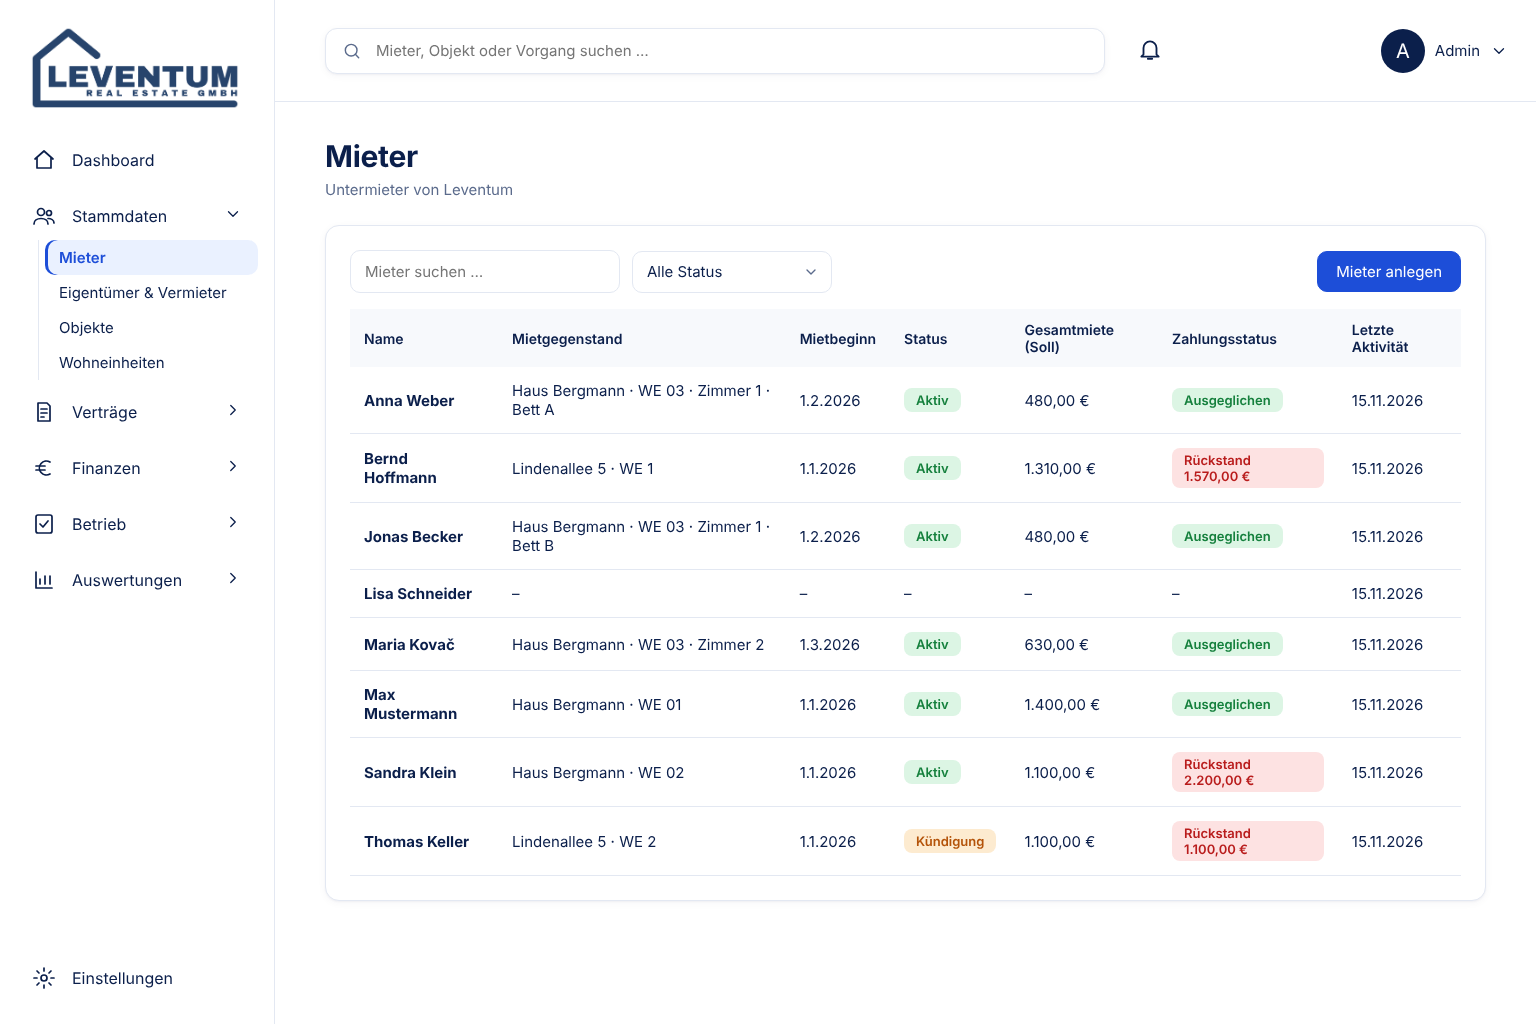 LEVENTUM
REAL ESTATE GMBH
Mieter, Objekt oder Vorgang suchen ...
A
Admin
Dashboard
Stammdaten
Mieter
Eigentümer & Vermieter
Objekte
Wohneinheiten
Verträge
Finanzen
Betrieb
Auswertungen
Einstellungen
Mieter
Untermieter von Leventum
Mieter suchen ...
Alle Status
Mieter anlegen
Name Mietgegenstand Mietbeginn Status Gesamtmiete (Soll) Zahlungsstatus Letzte Aktivität
Anna Weber Haus Bergmann · WE 03 · Zimmer 1 · Bett A 1.2.2026 Aktiv 480,00 € Ausgeglichen 15.11.2026
Bernd Hoffmann Lindenallee 5 · WE 1 1.1.2026 Aktiv 1.310,00 € Rückstand 1.570,00 € 15.11.2026
Jonas Becker Haus Bergmann · WE 03 · Zimmer 1 · Bett B 1.2.2026 Aktiv 480,00 € Ausgeglichen 15.11.2026
Lisa Schneider – – – – – 15.11.2026
Maria Kovač Haus Bergmann · WE 03 · Zimmer 2 1.3.2026 Aktiv 630,00 € Ausgeglichen 15.11.2026
Max Mustermann Haus Bergmann · WE 01 1.1.2026 Aktiv 1.400,00 € Ausgeglichen 15.11.2026
Sandra Klein Haus Bergmann · WE 02 1.1.2026 Aktiv 1.100,00 € Rückstand 2.200,00 € 15.11.2026
Thomas Keller Lindenallee 5 · WE 2 1.1.2026 Kündigung 1.100,00 € Rückstand 1.100,00 € 15.11.2026